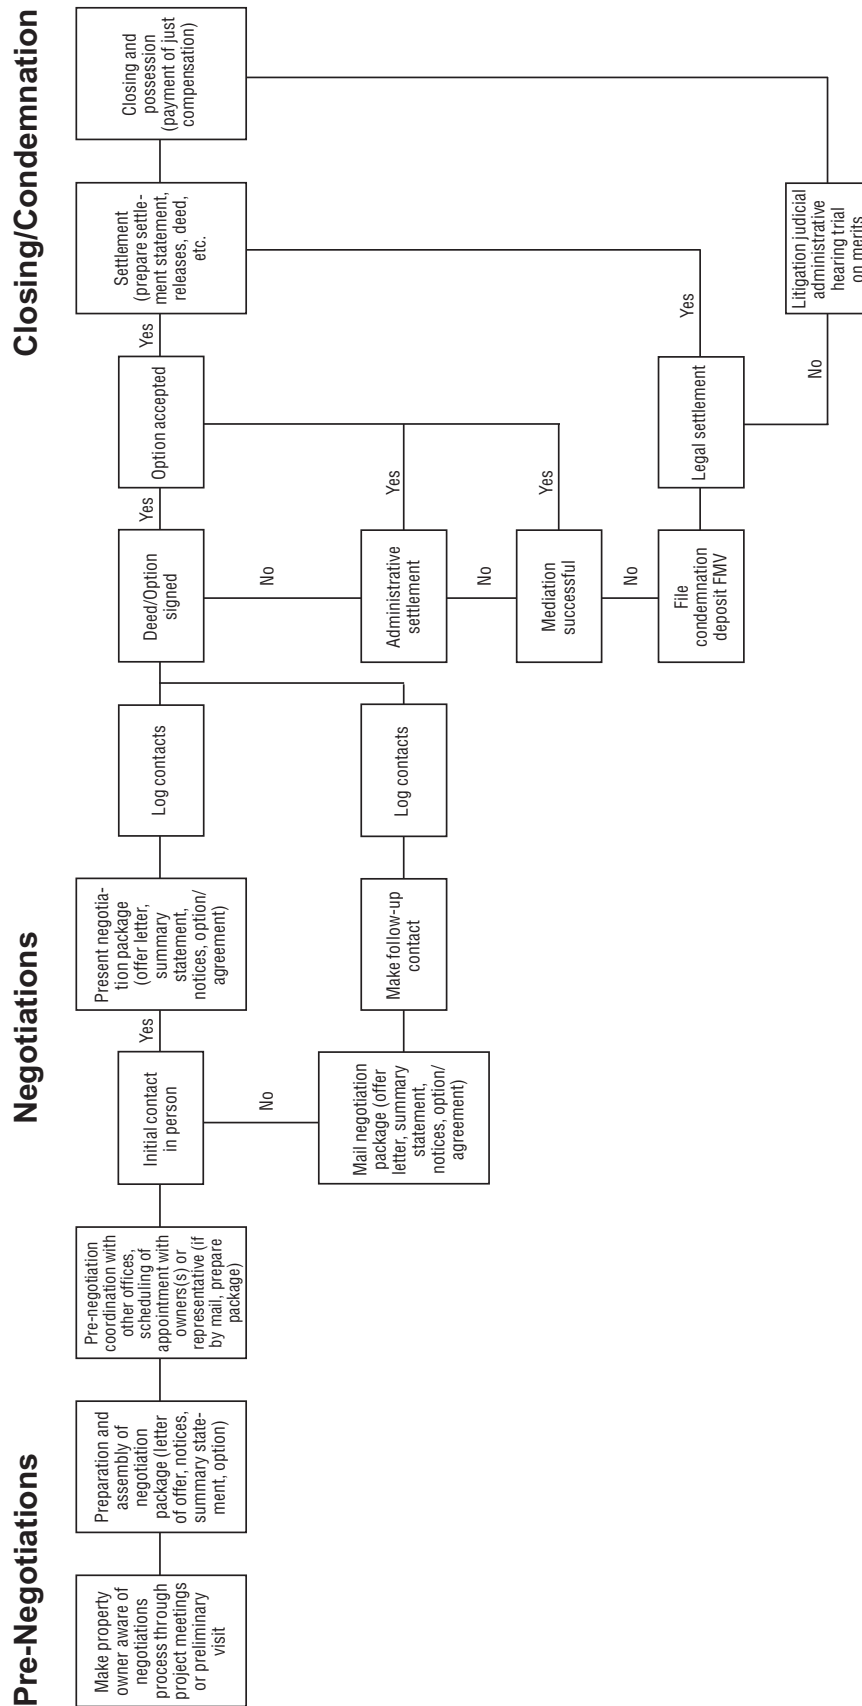 Pre-Negotiations
Negotiations
Closing/Condemnation
Make property
owner aware of
negotiations
process through
project meetings
or preliminary
visit
Preparation and
assembly of
negotiation
package (letter
of offer, notices,
summary state-
ment, option)
Pre-negotiation
coordination with
other offices,
scheduling of
appointment with
owners(s) or
representative (if
by mail, prepare
package)
Initial contact
in person
Yes
Present negotia-
tion package
(offer letter,
summary
statement,
notices, option/
agreement)
Log contacts
Deed/Option
signed
Yes
Option accepted
Yes
Settlement
(prepare settle-
ment statement,
releases, deed,
etc.
Closing and
possession
(payment of just
compensation)
No
Mail negotiation
package (offer
letter, summary
statement,
notices, option/
agreement)
Make follow-up
contact
Log contacts
No
Administrative
settlement
Yes
No
Mediation
successful
Yes
No
File
condemnation
deposit FMV
Legal settlement
Yes
No
Litigation judicial
administrative
hearing trial
on merits